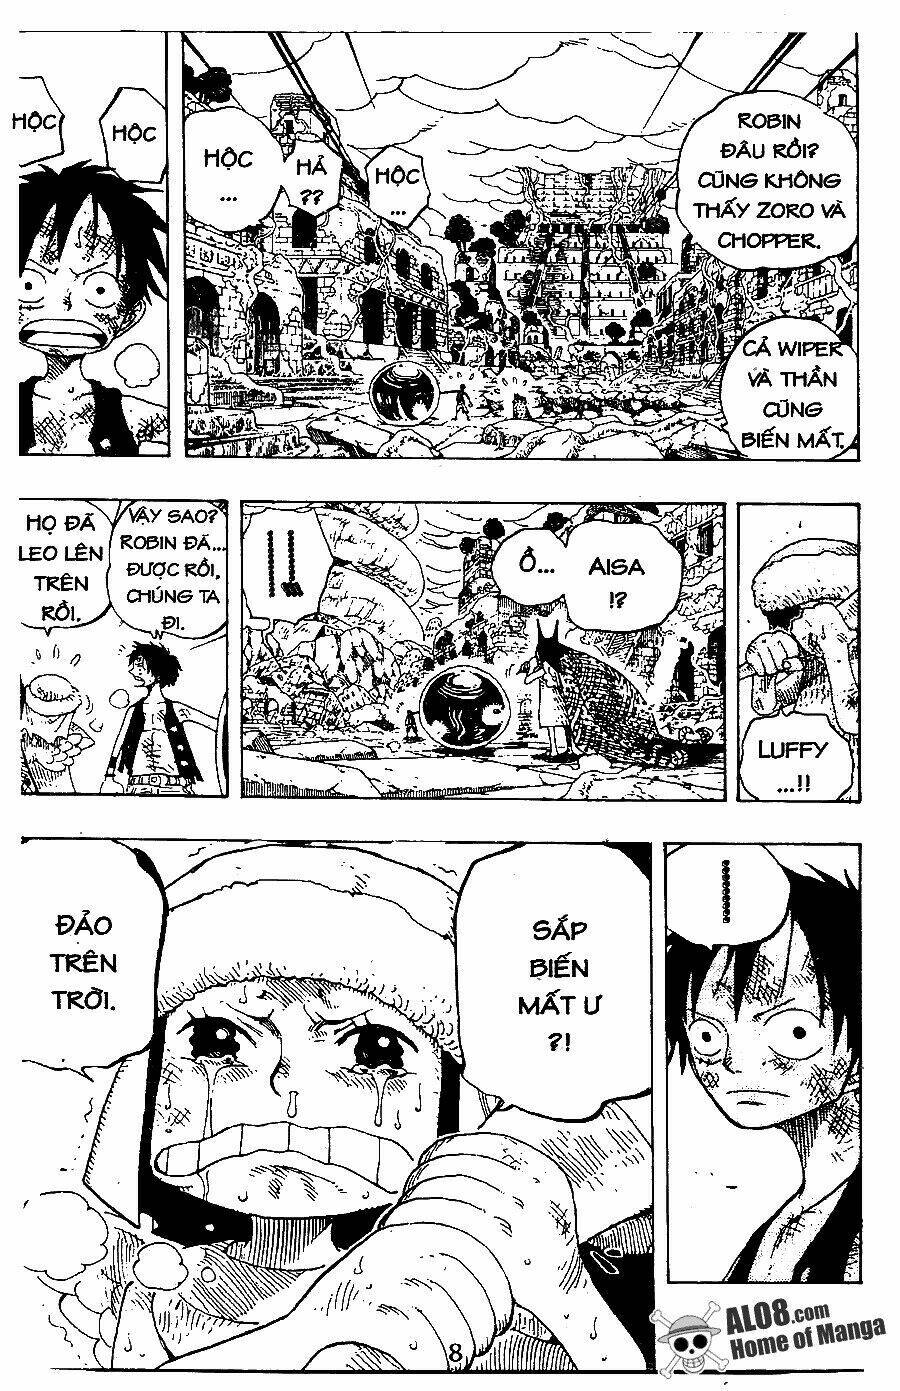 ROBIN
ĐÂU RỒI?
CŨNG KHÔNG
THẤY ZORO VÀ
CHOPPER.
CẢ WIPER
VÀ THẦN
CŨNG
BIẾN MẤT.
HỘC
...
HẢ
??
HỘC
...
HỘC
HỘC
LUFFY
...!!
AISA
!?
Ồ...
VẬY SAO?
ROBIN ĐÃ...
ĐƯỢC RỒI,
CHÚNG TA
ĐI.
HỌ ĐÃ
LEO LÊN
TRÊN
RỒI.
SẮP
BIẾN
MẤT Ư
?!
ĐẢO
TRÊN
TRỜI.
8
ALO8.com
Home of Manga